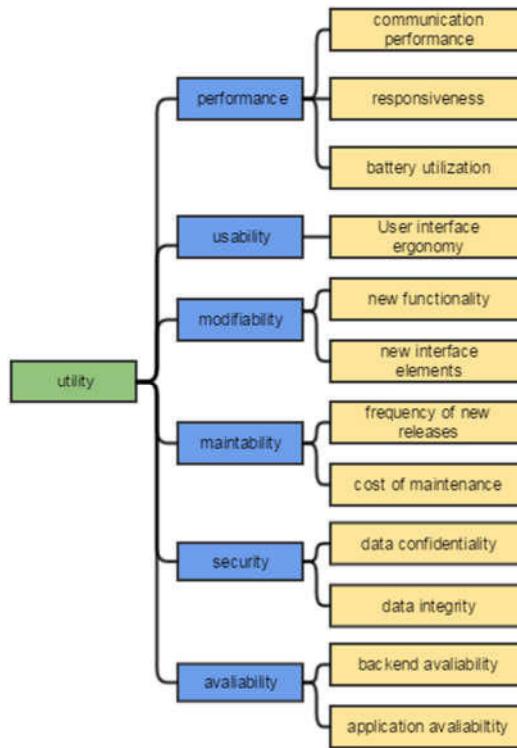 communication
performance
performance
responsiveness
battery utilization
usability
User interface
ergonomy
modifiability
new functionality
new interface
elements
utility
maintability
frequency of new
releases
cost of maintenance
security
data confidentiality
data integrity
avaliability
backend avaliability
application avaliabiltity